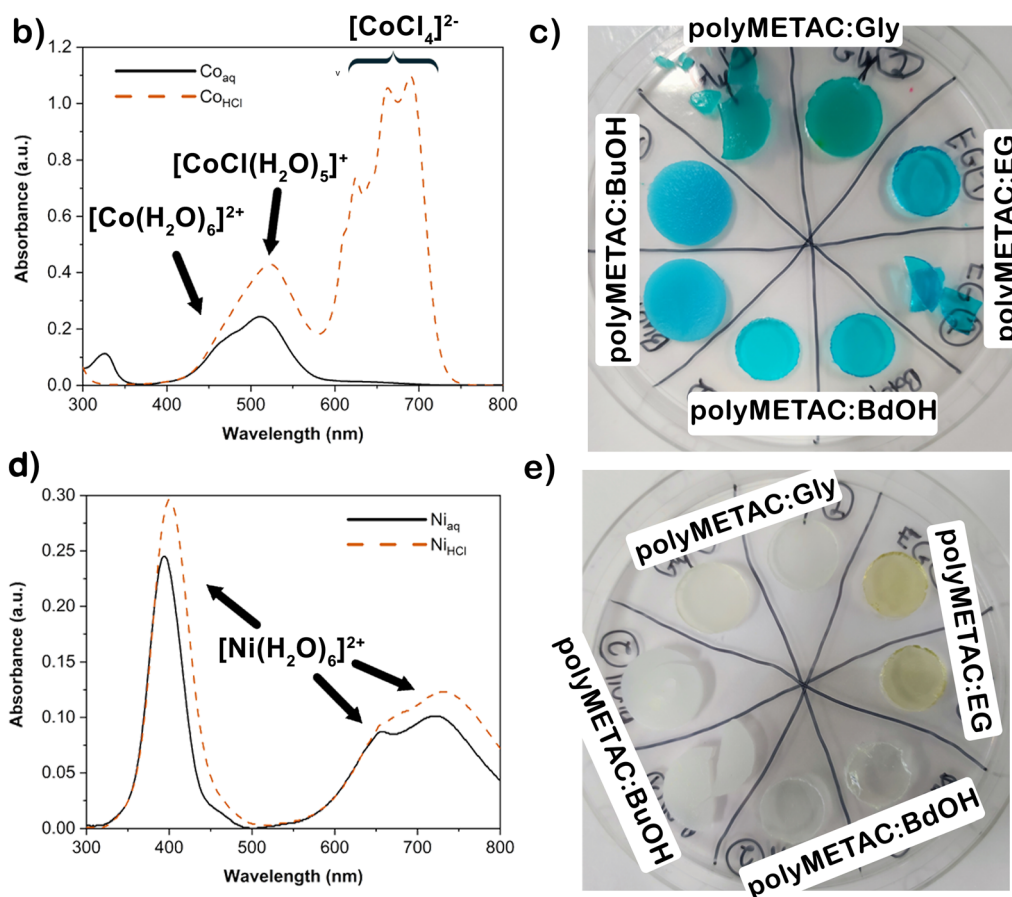 b)
[CoCl4]2-
1.2
1.0
0.8
0.6
0.4
0.2
0.0
Absorbance (a.u.)
Coaq
CoHCl
v
[CoCl(H2O)5]+
[Co(H2O)6]2+
300 400 500 600 700 800
Wavelength (nm)
c)
polyMETAC:Gly
polyMETAC:BuOH
polyMETAC:EG
polyMETAC:BdOH
EG
EG
d)
0.30
0.25
0.20
0.15
0.10
0.05
0.00
Absorbance (a.u.)
Niaq
NiHCl
[Ni(H2O)6]2+
300 400 500 600 700 800
Wavelength (nm)
e)
polyMETAC:Gly
polyMETAC:EG
polyMETAC:BuOH
polyMETAC:BdOH
2
2